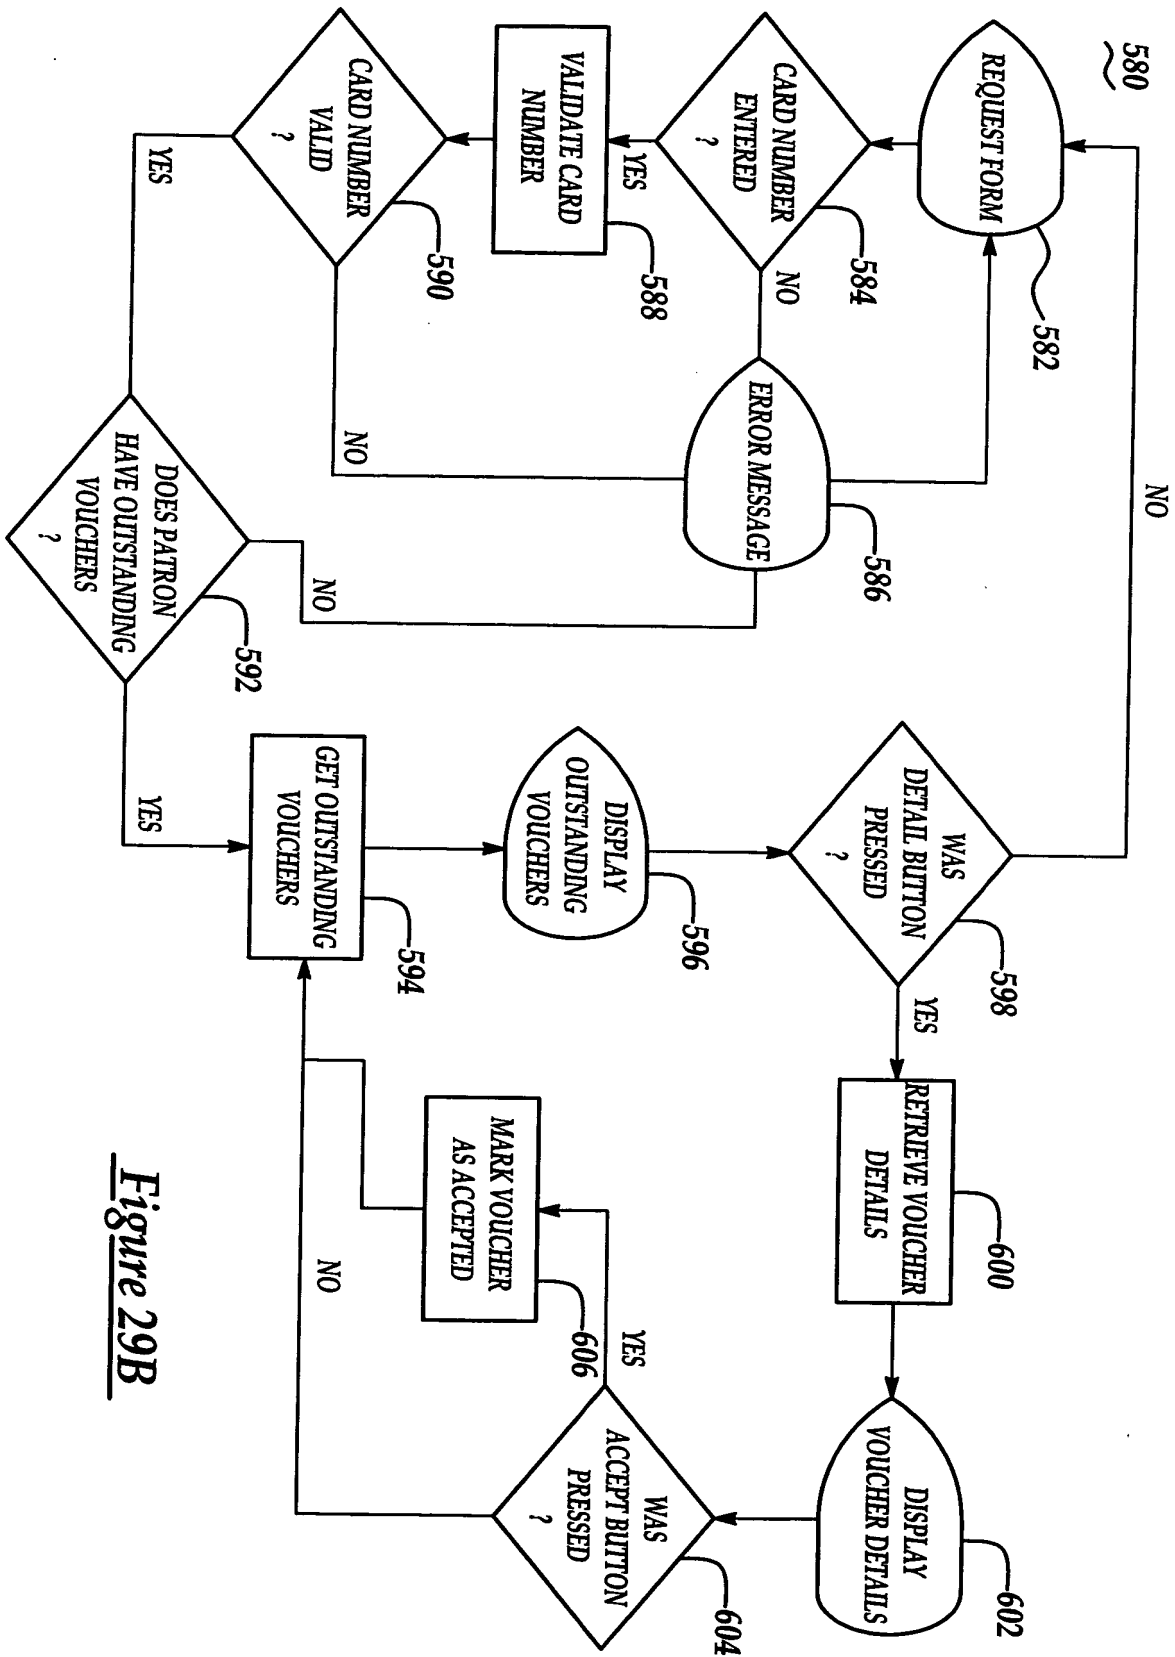 580
REQUEST FORM
582
CARD NUMBER
ENTERED
?
584
NO
YES
ERROR MESSAGE
586
VALIDATE CARD
NUMBER
588
CARD NUMBER
VALID
?
590
NO
YES
DOES PATRON
HAVE OUTSTANDING
VOUCHERS
?
592
NO
YES
GET OUTSTANDING
VOUCHERS
594
DISPLAY
OUTSTANDING
VOUCHERS
596
WAS
DETAIL BUTTON
PRESSED
?
598
NO
YES
RETRIEVE VOUCHER
DETAILS
600
DISPLAY
VOUCHER DETAILS
602
WAS
ACCEPT BUTTON
PRESSED
?
604
YES
NO
MARK VOUCHER
AS ACCEPTED
606
Figure 29B